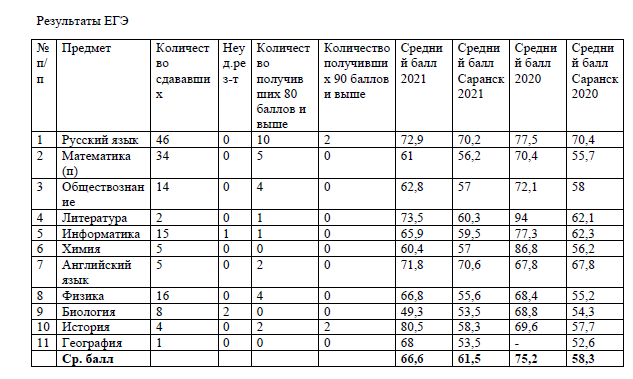 Результаты ЕГЭ
№ п/п Предмет Количество сдававших Неуд.рез-т Количество получивших 80 баллов и выше Количество получивших 90 баллов и выше Средний балл 2021 Средний балл Саранск 2021 Средний балл 2020 Средний балл Саранск 2020
1 Русский язык 46 0 10 2 72,9 70,2 77,5 70,4
2 Математика (п) 34 0 5 0 61 56,2 70,4 55,7
3 Обществознание 14 0 4 0 62,8 57 72,1 58
4 Литература 2 0 1 0 73,5 60,3 94 62,1
5 Информатика 15 1 1 0 65,9 59,5 77,3 62,3
6 Химия 5 0 0 0 60,4 57 86,8 56,2
7 Английский язык 5 0 2 0 71,8 70,6 67,8 67,8
8 Физика 16 0 4 0 66,8 55,6 68,4 55,2
9 Биология 8 2 0 0 49,3 53,5 68,8 54,3
10 История 4 0 2 2 80,5 58,3 69,6 57,7
11 География 1 0 0 0 68 53,5 - 52,6
Ср. балл 66,6 61,5 75,2 58,3